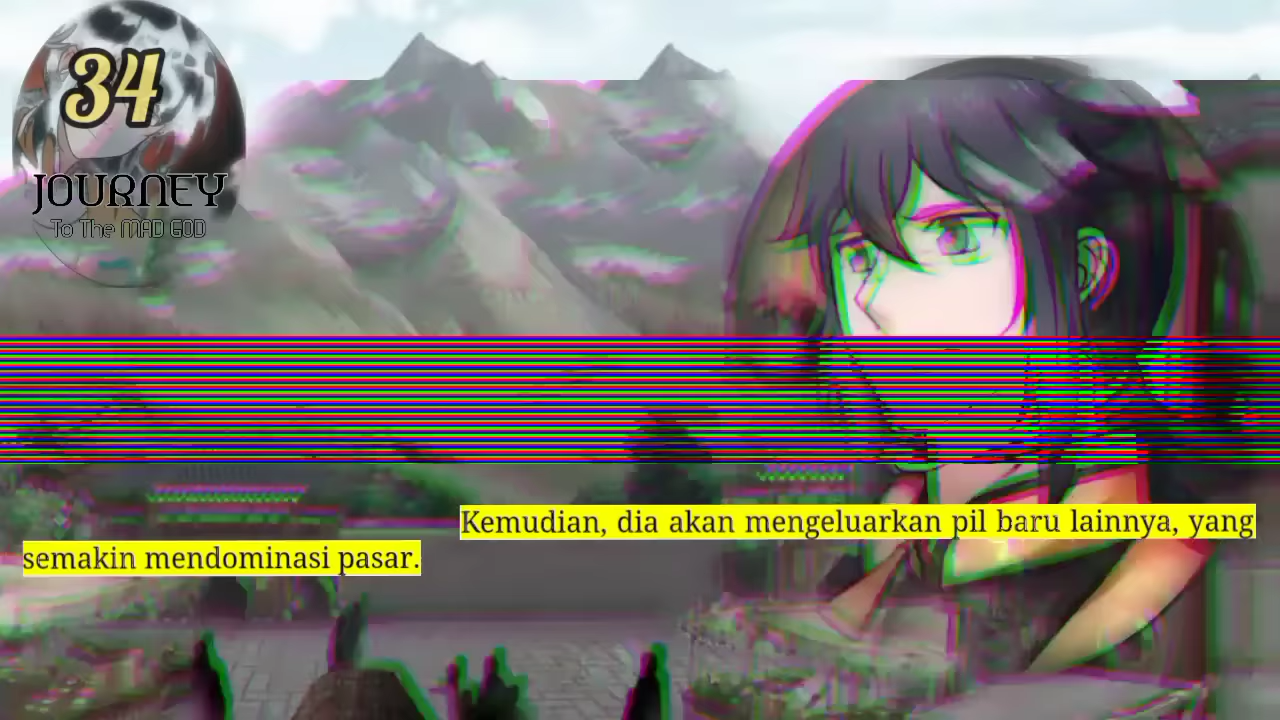 34
JOURNEY
To The MAD GOD
Kemudian, dia akan mengeluarkan pil baru lainnya, yang
semakin mendominasi pasar.